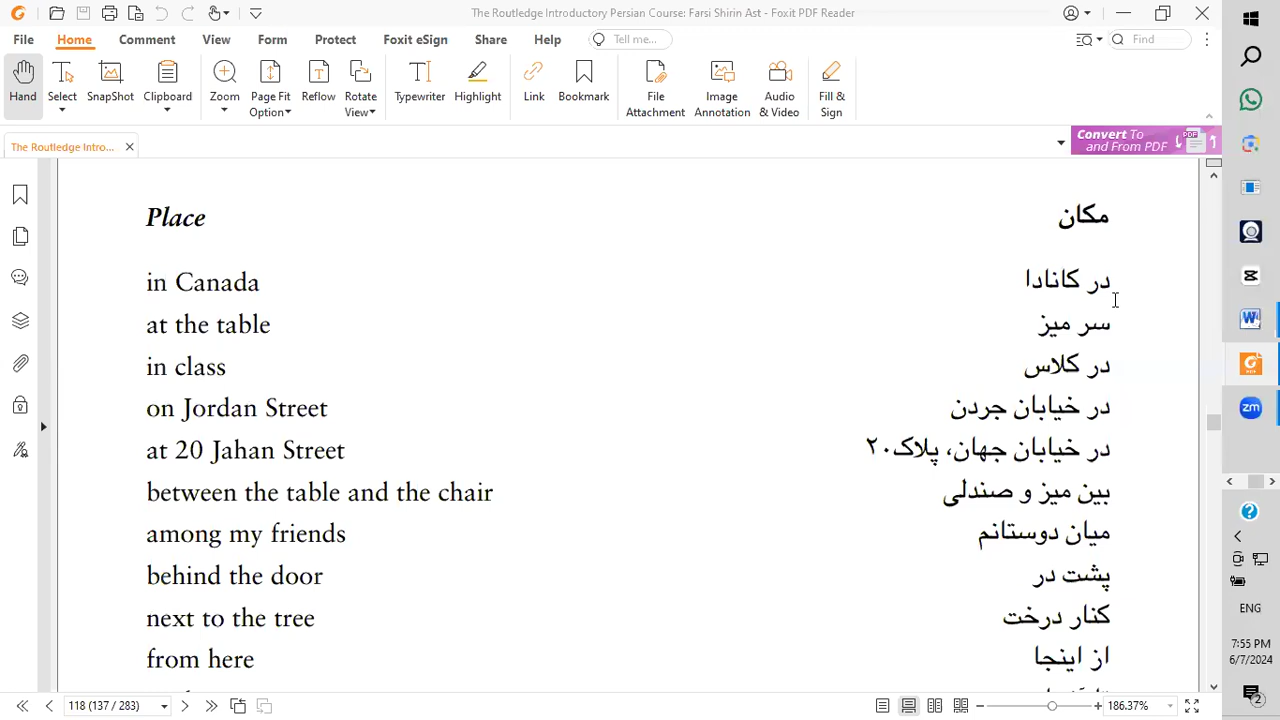 The Routledge Introductory Persian Course: Farsi Shirin Ast - Foxit PDF Reader
File Home Comment View Form Protect Foxit eSign Share Help Tell me... Find
Hand Select SnapShot Clipboard Zoom Page Fit Option Reflow Rotate View Typewriter Highlight Link Bookmark File Attachment Image Annotation Audio & Video Fill & Sign
The Routledge Intro... Convert To and From PDF PDF
Place مکان
in Canada در کانادا
at the table سر میز
in class در کلاس
on Jordan Street در خیابان جردن
at 20 Jahan Street در خیابان جهان، پلاک۲۰
between the table and the chair بین میز و صندلی
among my friends میان دوستانم
behind the door پشت در
next to the tree کنار درخت
from here از اینجا
118 (137 / 283) 186.37%
zm
ENG
7:55 PM
6/7/2024
2